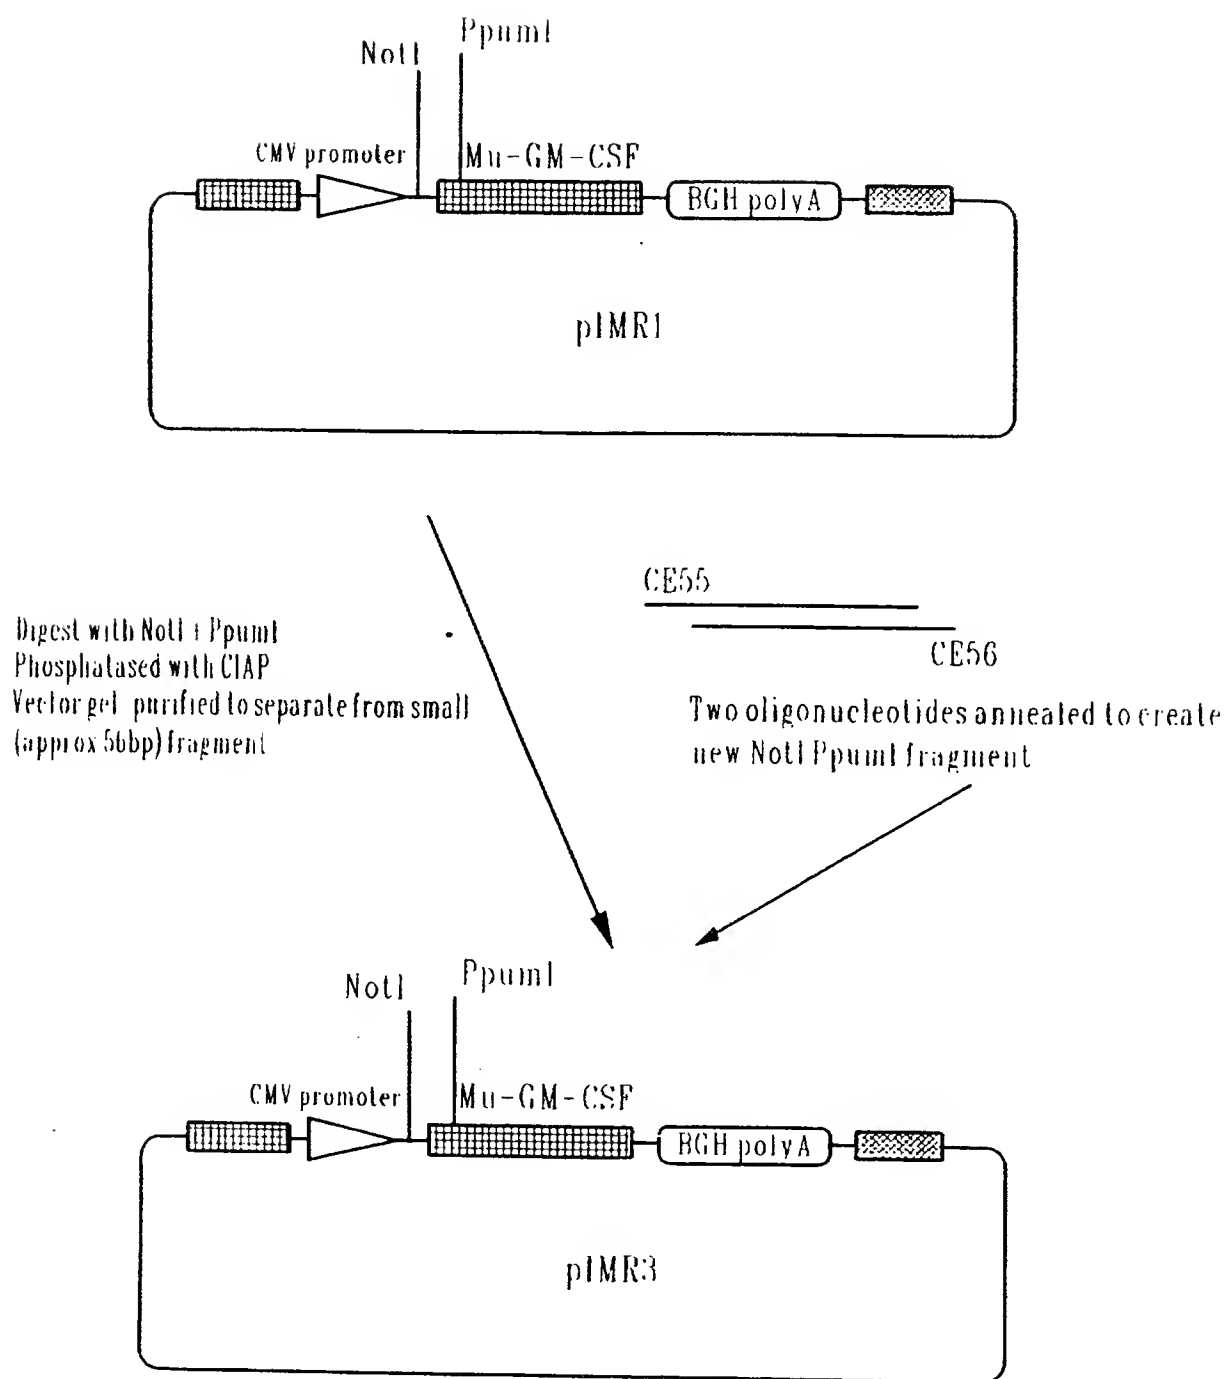 NotI
PpumI
CMV promoter
Mu-GM-CSF
BGH polyA
pIMR1
CE55
CE56
Digest with NotI + PpumI
Phosphatased with CIAP
Vector gel purified to separate from small
(approx 56bp) fragment
Two oligonucleotides annealed to create
new NotI PpumI fragment
NotI
PpumI
CMV promoter
Mu-GM-CSF
BGH polyA
pIMR3